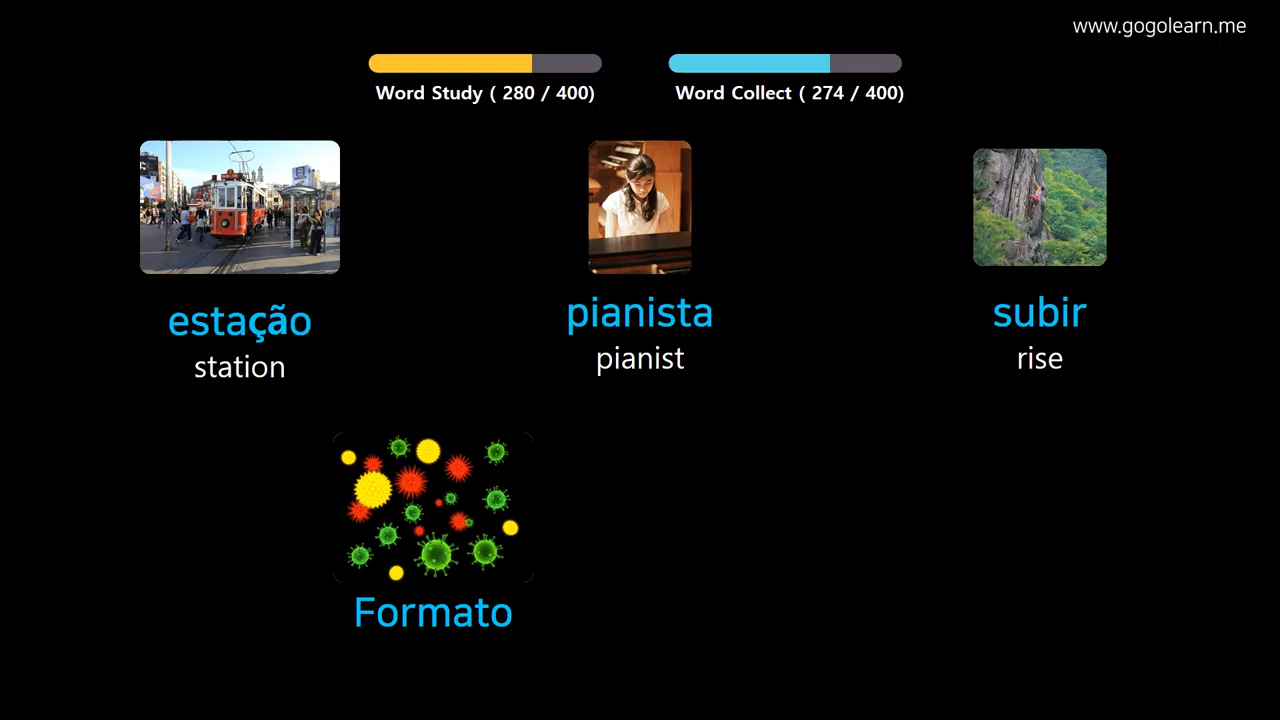 www.gogolearn.me
Word Study ( 280 / 400)
Word Collect ( 274 / 400)
estação
station
pianista
pianist
subir
rise
Formato